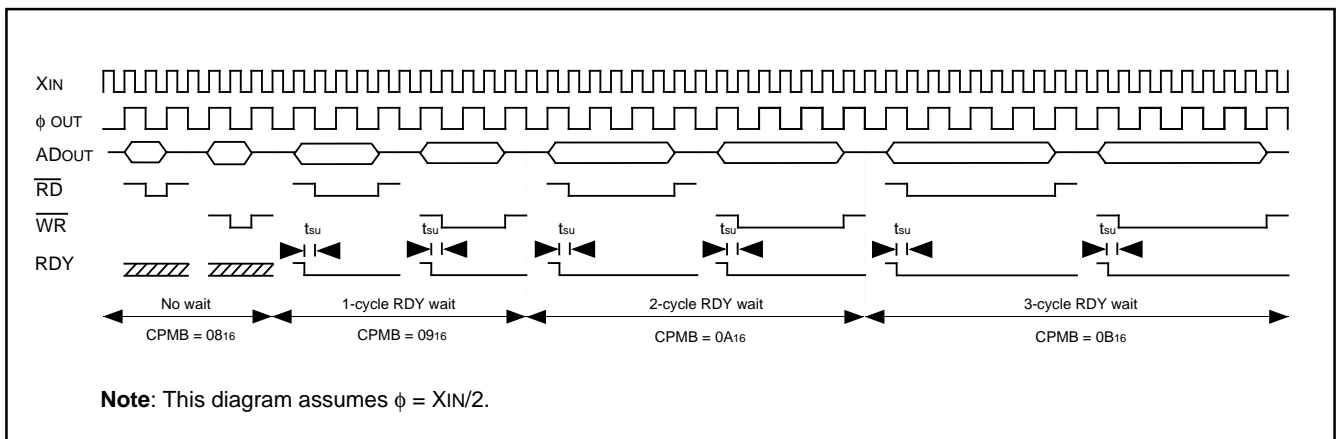 XIN
ϕ OUT
ADOUT
RD
WR
tsu tsu tsu tsu tsu tsu
RDY
No wait 1-cycle RDY wait 2-cycle RDY wait 3-cycle RDY wait
CPMB = 0816 CPMB = 0916 CPMB = 0A16 CPMB = 0B16
Note: This diagram assumes ϕ = XIN/2.